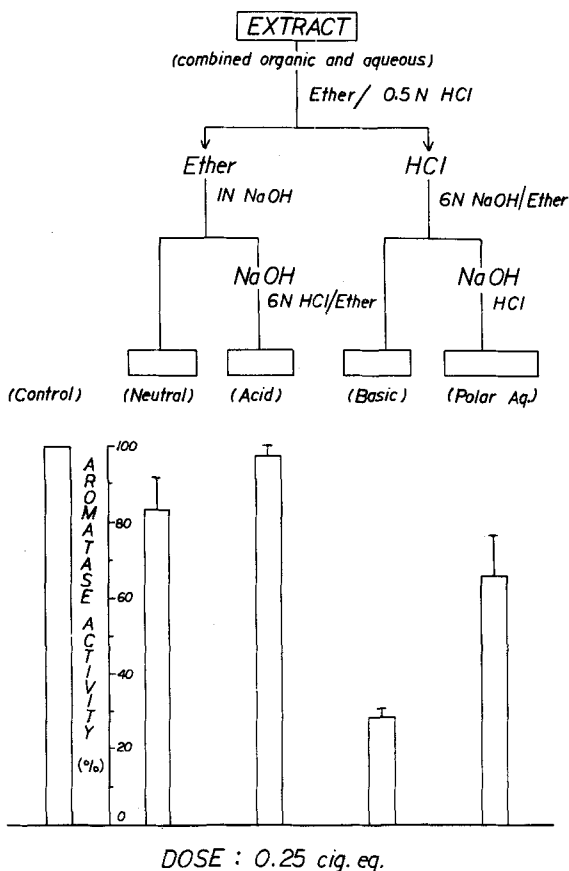 EXTRACT
(combined organic and aqueous)
Ether/ 0.5 N HCl
Ether
HCl
1N NaOH
6N NaOH/Ether
NaOH
6N HCl/Ether
NaOH
HCl
(Control)
(Neutral)
(Acid)
(Basic)
(Polar Aq.)
100
80
60
40
20
0
AROMATASE ACTIVITY
(%)
DOSE : 0.25 cig. eq.